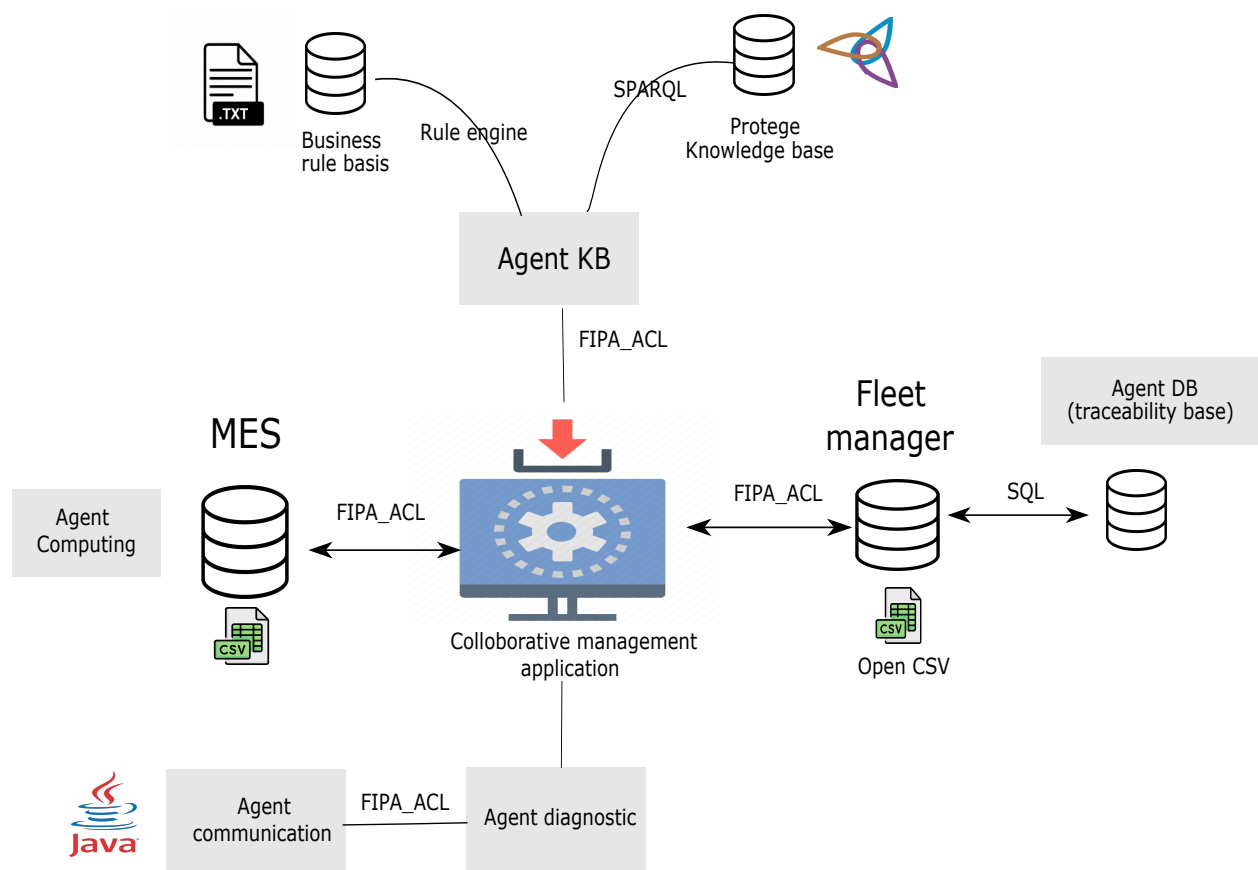 .TXT
Business
rule basis
Rule engine
SPARQL
Protege
Knowledge base
Agent KB
FIPA_ACL
MES
Fleet
manager
Agent DB
(traceability base)
Agent
Computing
FIPA_ACL
FIPA_ACL
SQL
CSV
CSV
Open CSV
Colloborative management
application
Java
Agent
communication
FIPA_ACL
Agent diagnostic